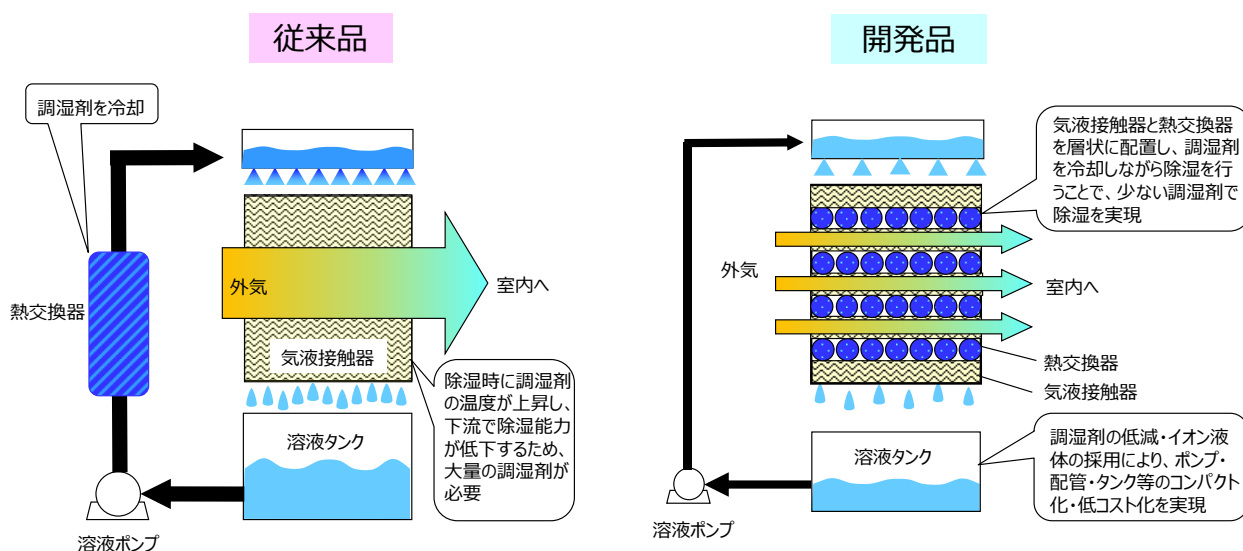 従来品
調湿剤を冷却
熱交換器
外気
室内へ
気液接触器
除湿時に調湿剤
の温度が上昇し、
下流で除湿能力
が低下するため、
大量の調湿剤が
必要
溶液タンク
溶液ポンプ
開発品
気液接触器と熱交換器
を層状に配置し、調湿剤
を冷却しながら除湿を行
うことで、少ない調湿剤で
除湿を実現
外気
室内へ
熱交換器
気液接触器
溶液タンク
調湿剤の低減・イオン液
体の採用により、ポンプ・
配管・タンク等のコンパクト
化・低コスト化を実現
溶液ポンプ